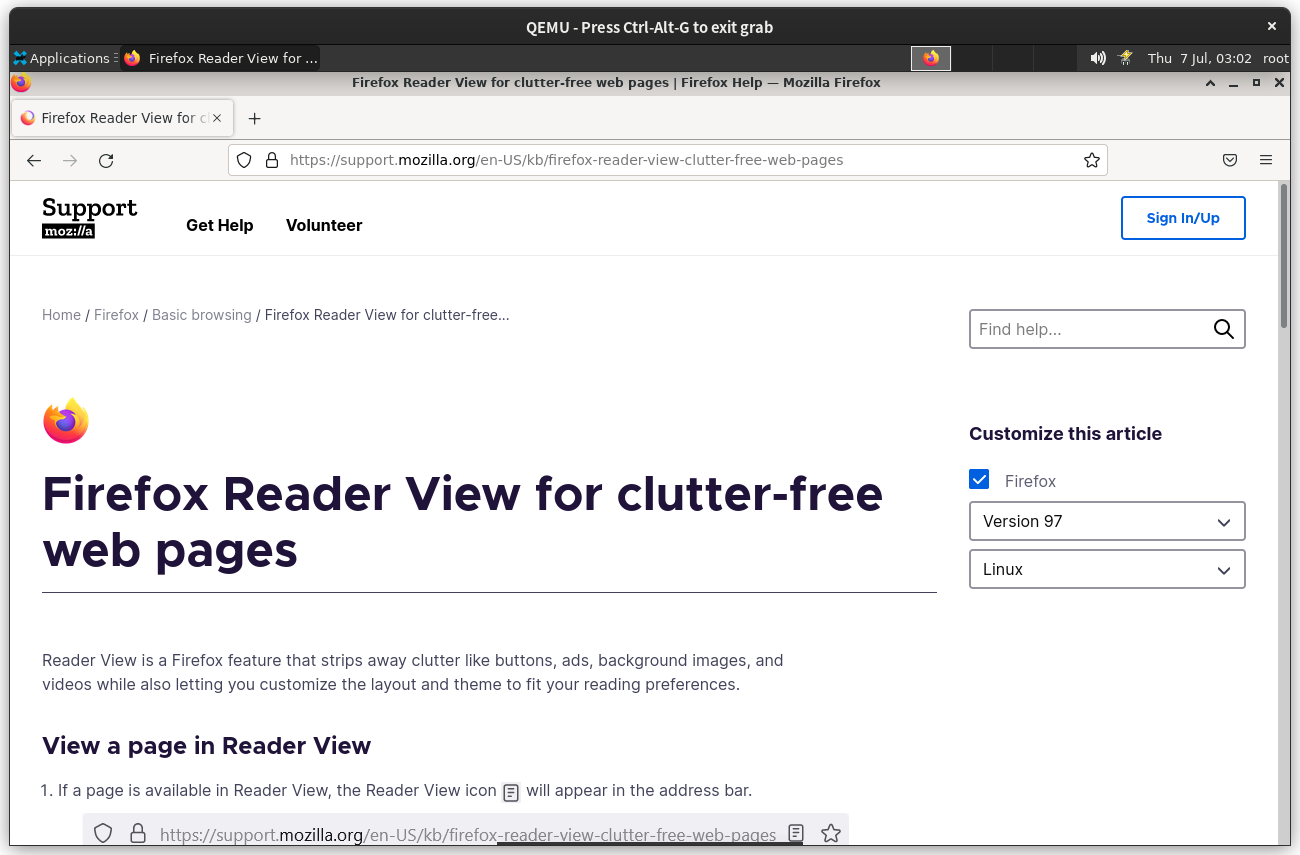 QEMU - Press Ctrl-Alt-G to exit grab
Applications
Firefox Reader View for ...
Thu 7 Jul, 03:02
root
Firefox Reader View for clutter-free web pages | Firefox Help — Mozilla Firefox
Firefox Reader View for
https://support.mozilla.org/en-US/kb/firefox-reader-view-clutter-free-web-pages
Support
moz://a
Get Help
Volunteer
Sign In/Up
Home / Firefox / Basic browsing / Firefox Reader View for clutter-free...
Find help...
Customize this article
Firefox
Version 97
Linux
Firefox Reader View for clutter-free
web pages
Reader View is a Firefox feature that strips away clutter like buttons, ads, background images, and
videos while also letting you customize the layout and theme to fit your reading preferences.
View a page in Reader View
1. If a page is available in Reader View, the Reader View icon will appear in the address bar.
https://support.mozilla.org/en-US/kb/firefox-reader-view-clutter-free-web-pages